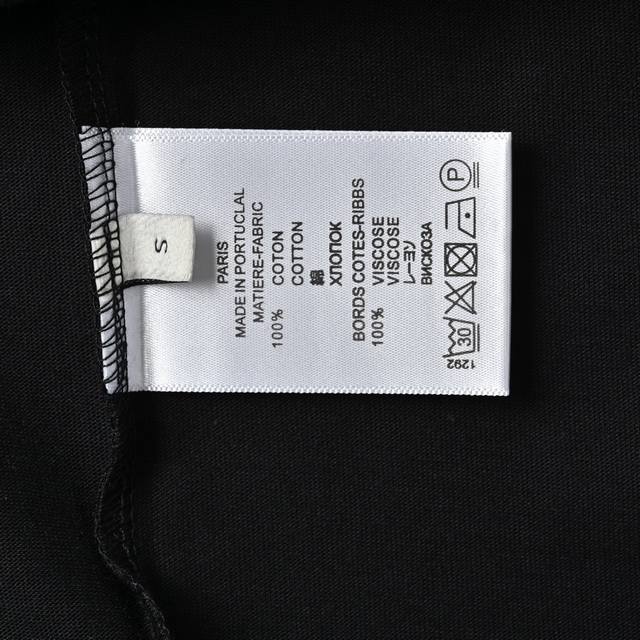 S
PARIS
MADE IN PORTUCLAL
MATIERE-FABRIC
100% COTON
COTTON
綿
ХЛОПОК
BORDS COTES-RIBBS
100% VISCOSE
VISCOSE
レーヨン
ВИСКОЗА
30
P
1292